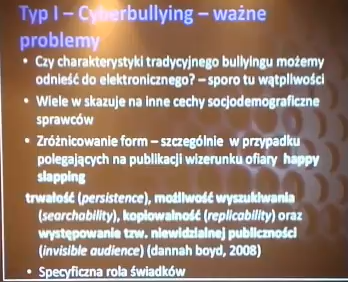 Typ I – Cyberbullying – ważne
problemy
• Czy charakterystyki tradycyjnego bullyingu możemy
odnieść do elektronicznego? – sporo tu wątpliwości
• Wiele w skazuje na inne cechy socjodemograficzne
sprawców
• Zróżnicowanie form – szczególnie w przypadku
polegających na publikacji wizerunku ofiary happy
slapping
trwałość (persistence), możliwość wyszukiwania
(searchability), kopiowalność (replicability) oraz
występowanie tzw. niewidzialnej publiczności
(invisible audience) (dannah boyd, 2008)
• Specyficzna rola świadków